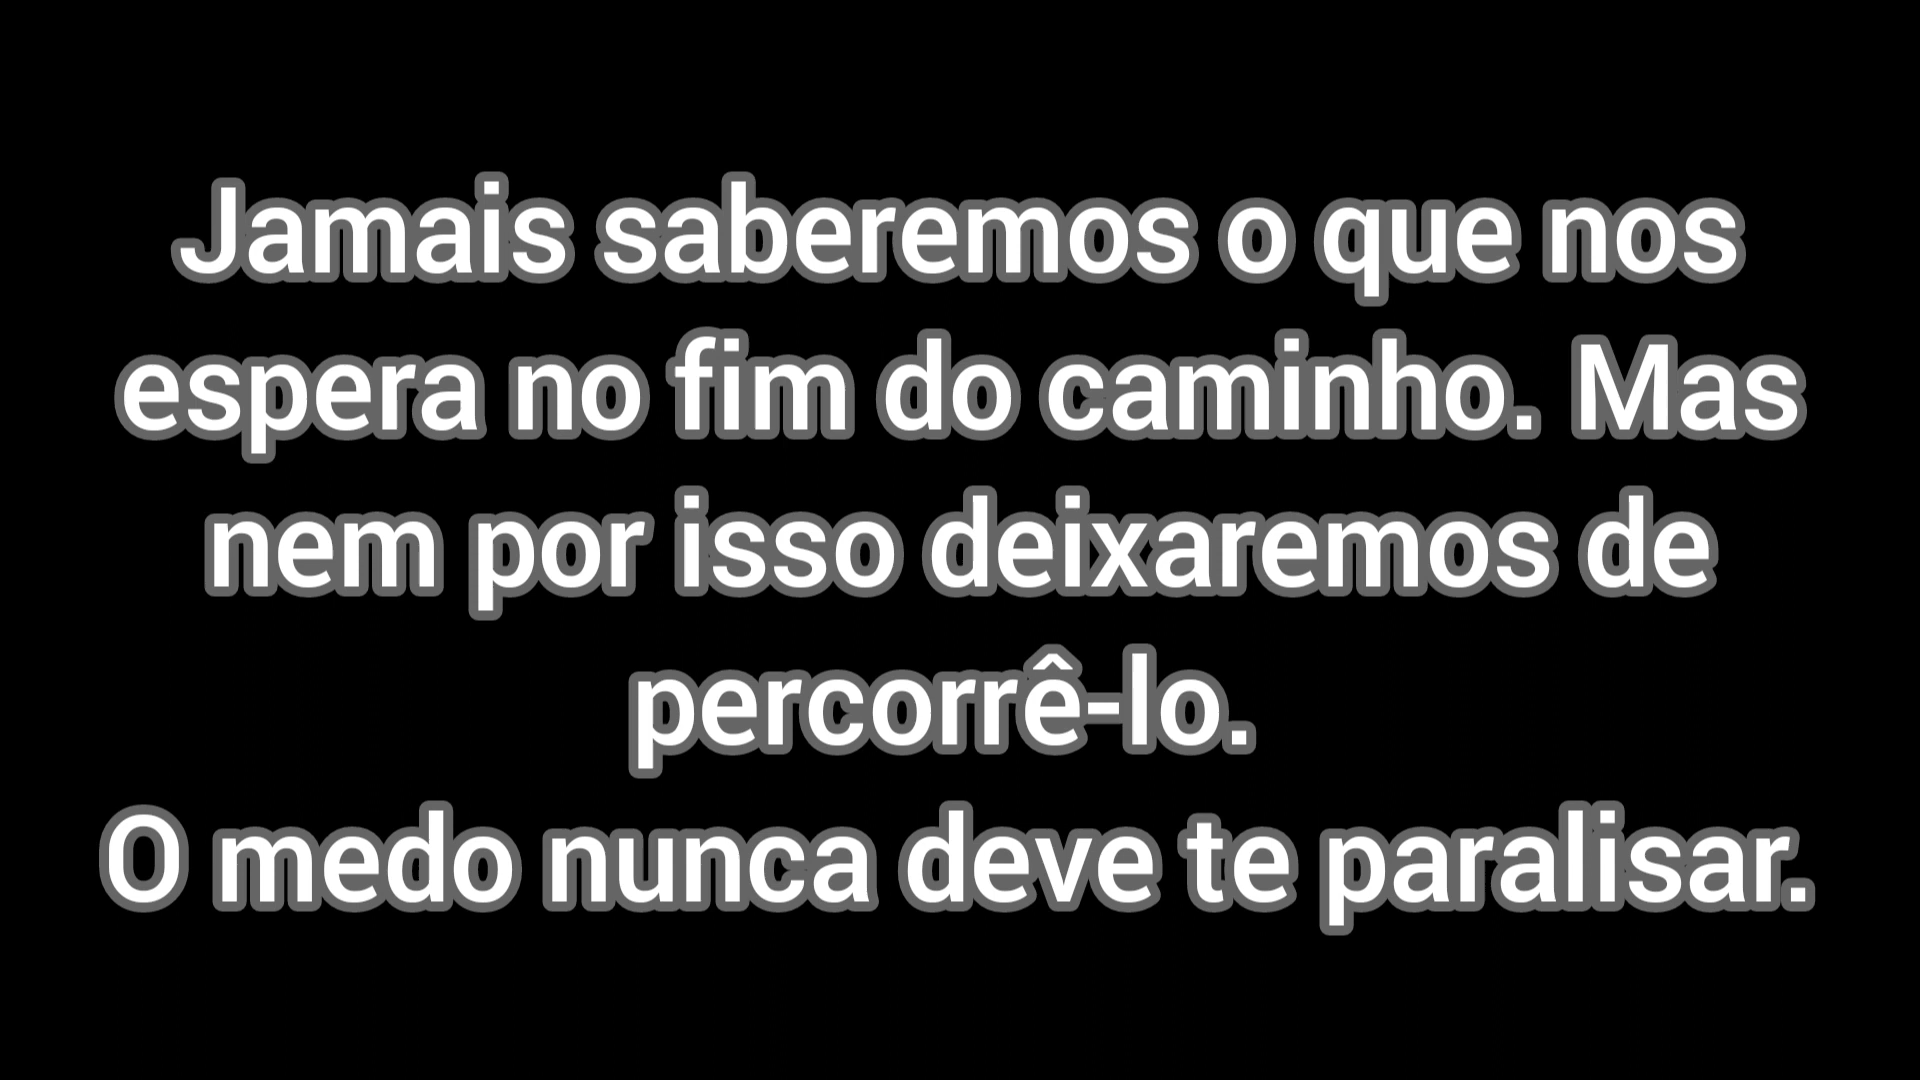 Jamais saberemos o que nos
espera no fim do caminho. Mas
nem por isso deixaremos de
percorrê-lo.
O medo nunca deve te paralisar.